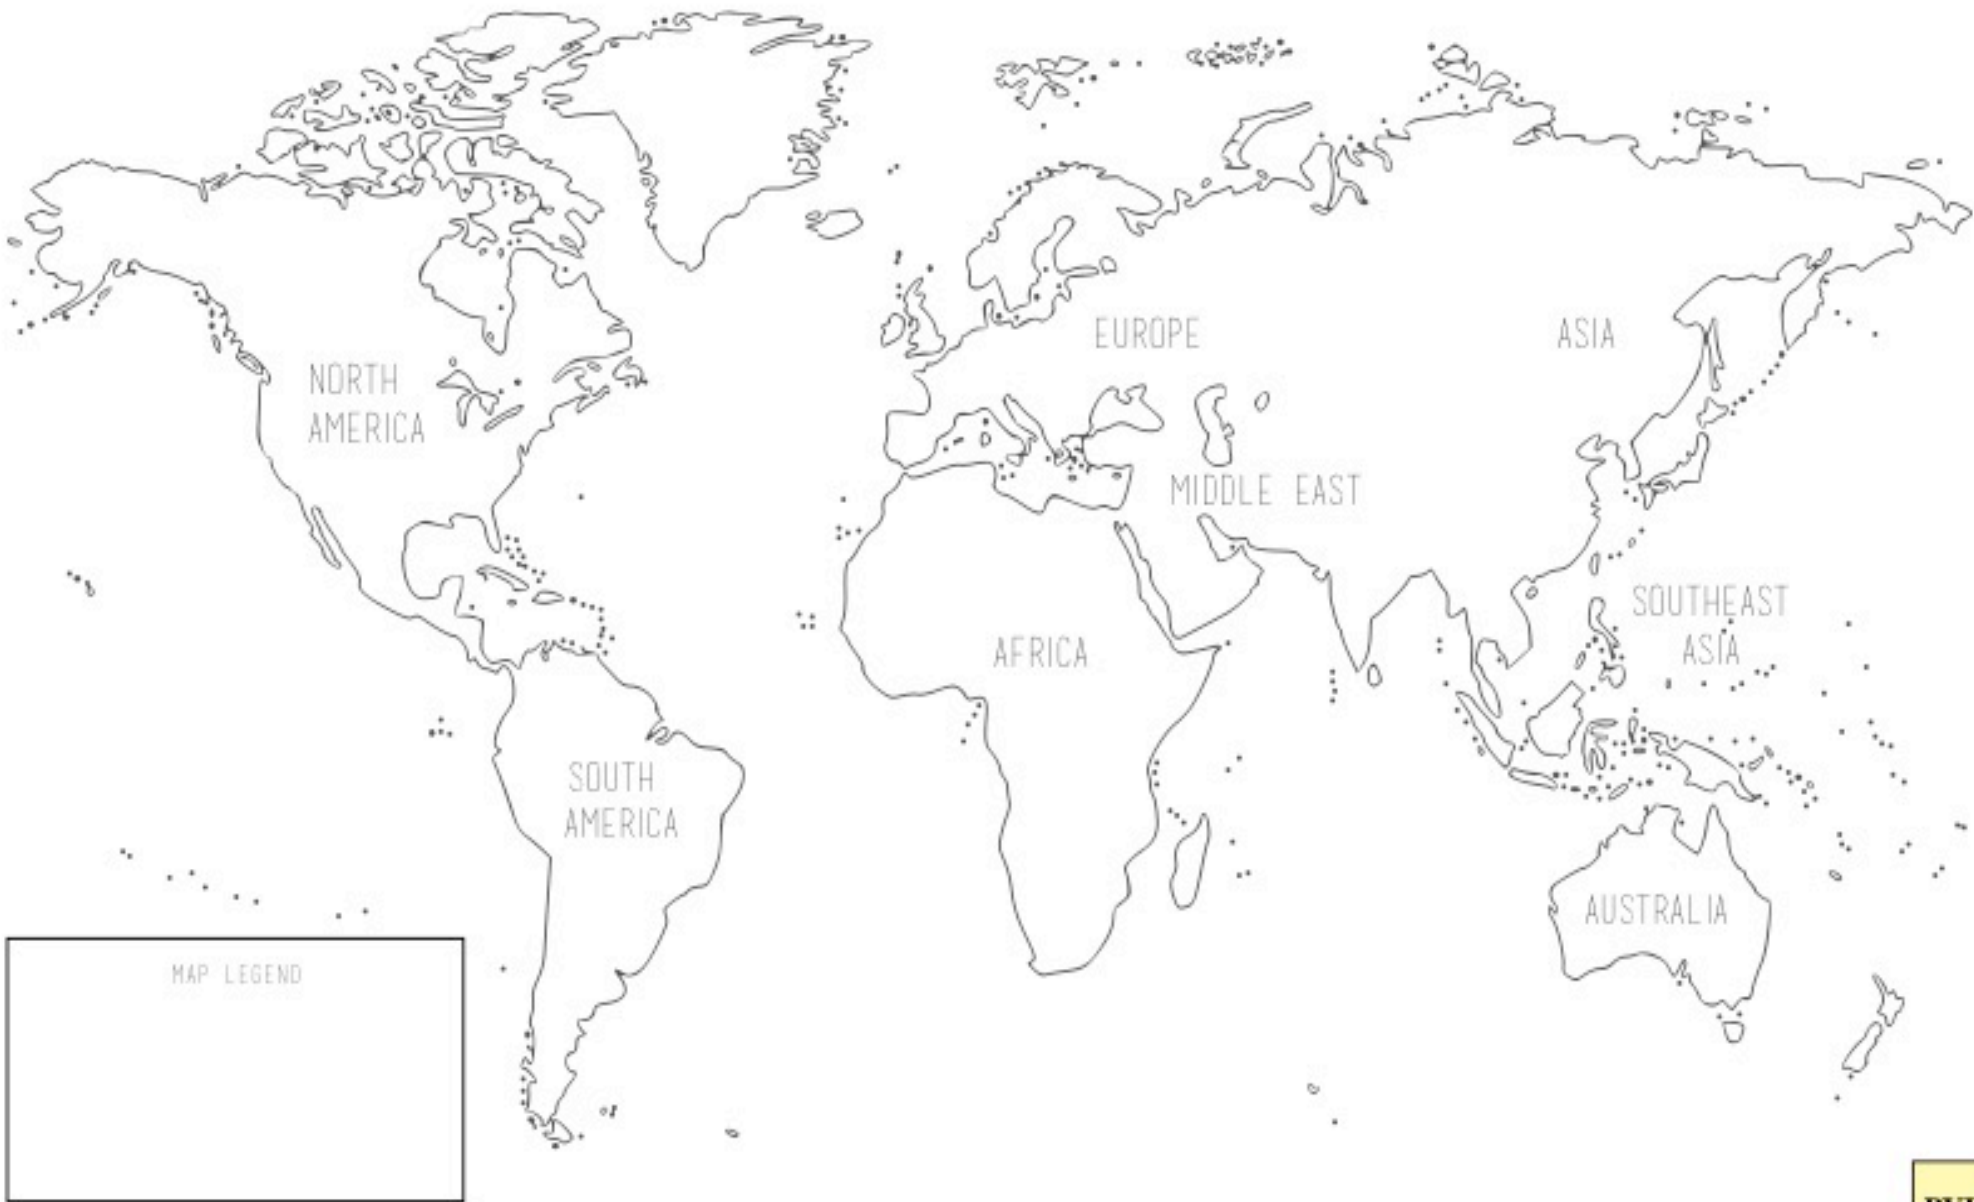 EUROPE
ASIA
NORTH
AMERICA
MIDDLE EAST
SOUTHEAST
ASIA
AFRICA
SOUTH
AMERICA
AUSTRALIA
MAP LEGEND